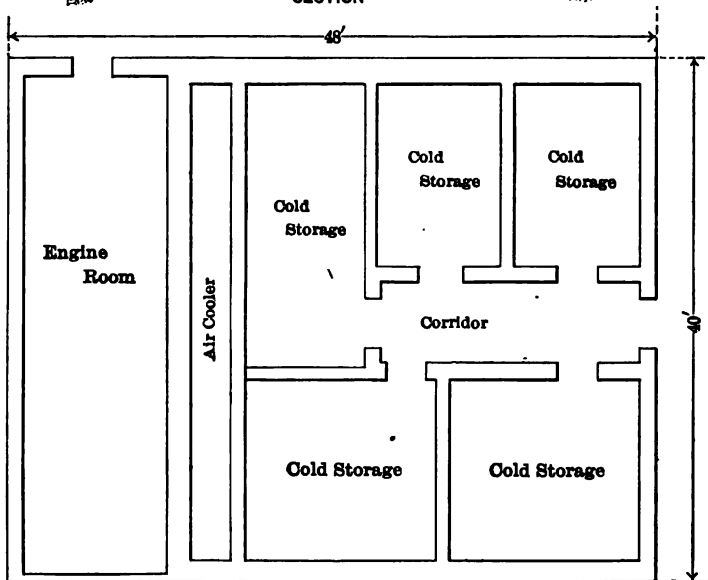 SECTION
48′
Cold
Storage
Cold
Storage
Cold
Storage
Engine
Room
Air Cooler
Corridor
40′
Cold Storage
Cold Storage